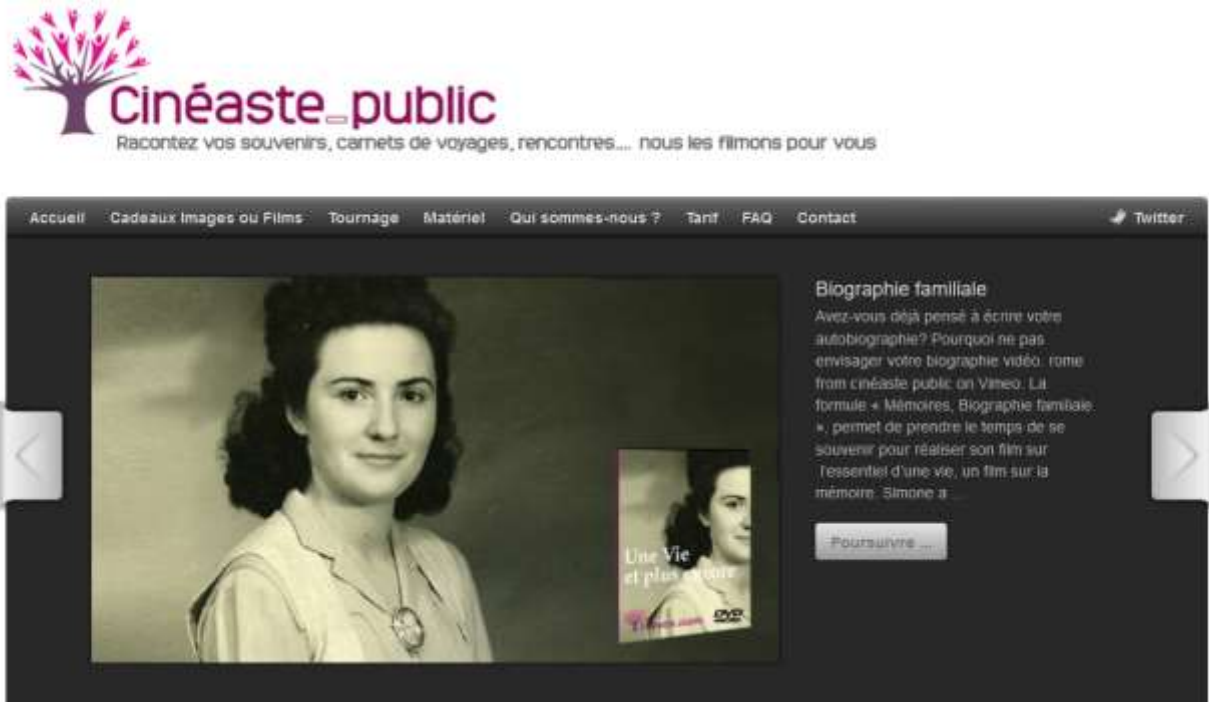 Cinéaste_public
Racontez vos souvenirs, carnets de voyages, rencontres.... nous les filmons pour vous
Accueil Cadeaux Images ou Films Tournage Matériel Qui sommes-nous ? Tarif FAQ Contact Twitter
Biographie familiale
Avez-vous déjà pensé à écrire votre
autobiographie? Pourquoi ne pas
envisager votre biographie vidéo. rome
from cinéaste public on Vimeo. La
formule « Mémoires, Biographie familiale
», permet de prendre le temps de se
souvenir pour réaliser son film sur
l'essentiel d'une vie, un film sur la
mémoire. Simone a ...
Poursuivre ...
Une Vie
et plus encore
DVD